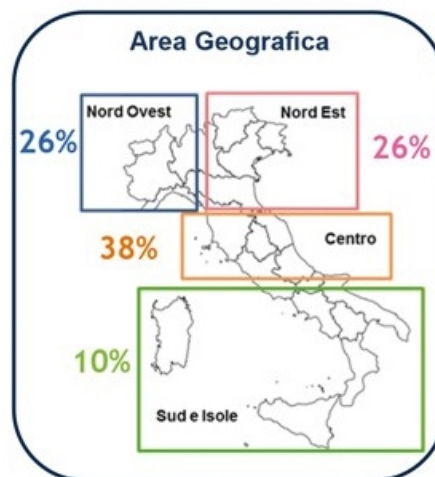 Area Geografica
Nord Ovest
Nord Est
26%
26%
38%
Centro
10%
Sud e Isole